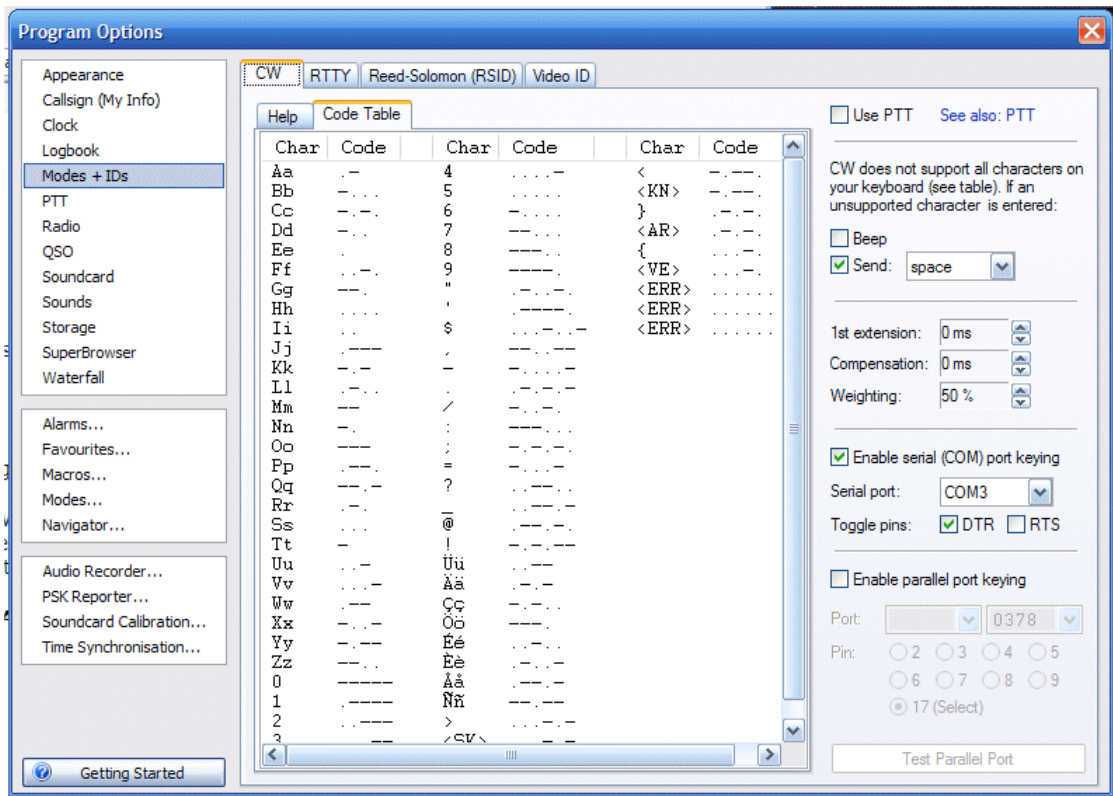 Program Options
Appearance
Callsign (My Info)
Clock
Logbook
Modes + IDs
PTT
Radio
QSO
Soundcard
Sounds
Storage
SuperBrowser
Waterfall
Alarms...
Favourites...
Macros...
Modes...
Navigator...
Audio Recorder...
PSK Reporter...
Soundcard Calibration...
Time Synchronisation...
Getting Started
CW RTTY Reed-Solomon (RSID) Video ID
Help Code Table
Char Code Char Code Char Code
Aa .- 4 ....- < -.--.
Bb -... 5 ..... <KN> -.--.
Cc -.-. 6 -.... } .-.-.
Dd -.. 7 --... <AR> .-.-.
Ee . 8 ---.. { ...-.
Ff ..-. 9 ----. <VE> ...-.
Gg --. " .-..-. <ERR> ......
Hh .... ' .----. <ERR> ......
Ii .. $ ...-..- <ERR> ......
Jj .--- , --..--
Kk -.- - -....-
Ll .-.. . .-.-.-
Mm -- / -..-.
Nn -. : ---...
Oo --- ; -.-.-.
Pp .--. = -...-
Qq --.- ? ..--..
Rr .-. _
Ss ... @ .--.-.
Tt - ! -.-.--
Uu ..- Üü ..--
Vv ...- Ää .-.-
Ww .-- Çç -.-..
Xx -..- Öö ---.
Yy -.-- Éé ..-..
Zz --.. Èè .-..-
0 ----- Åå .--.-
1 .---- Ññ --.--
2 ..--- > ...-.-
3 ...-- <SK> ...-.-
Use PTT See also: PTT
CW does not support all characters on
your keyboard (see table). If an
unsupported character is entered:
Beep
Send: space
1st extension: 0 ms
Compensation: 0 ms
Weighting: 50 %
Enable serial (COM) port keying
Serial port: COM3
Toggle pins: DTR RTS
Enable parallel port keying
Port: 0378
Pin: 2 3 4 5
6 7 8 9
17 (Select)
Test Parallel Port